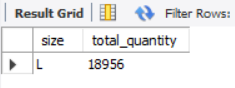 Result Grid Filter Rows:
size total_quantity
L 18956